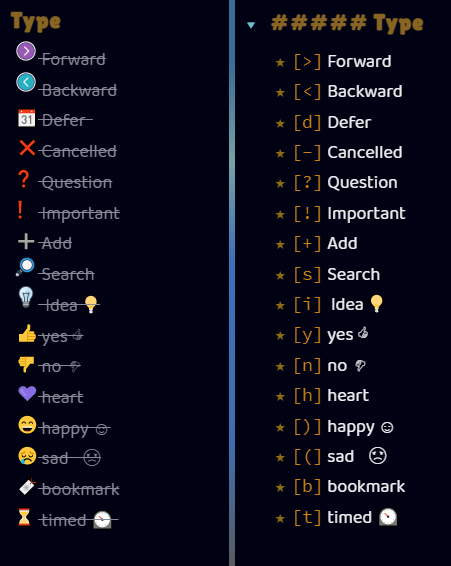 Type
Forward
Backward
Defer
Cancelled
Question
Important
Add
Search
Idea💡
yes👍
no👎
heart
happy☺
sad ☹
bookmark
timed ⏲
##### Type
[>] Forward
[<] Backward
[d] Defer
[-] Cancelled
[?] Question
[!] Important
[+] Add
[s] Search
[i] Idea💡
[y] yes👍
[n] no 👎
[h] heart
[)] happy☺
[(] sad ☹
[b] bookmark
[t] timed ⏲